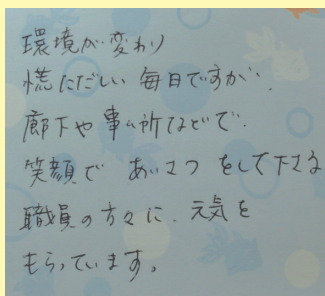 環境が変わり
慌ただしい毎日ですが、
廊下や事ム所などで、
笑顔であいさつをして下さる
職員の方々に、元気を
もらっています。